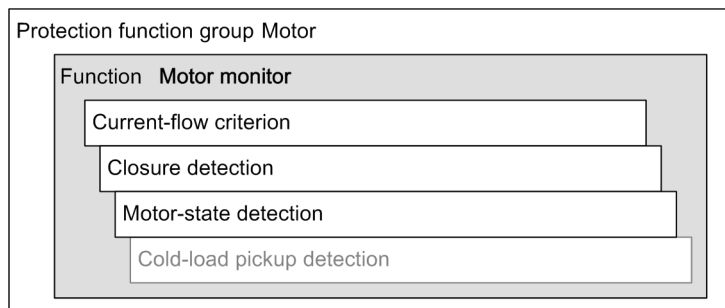 Protection function group Motor
Function Motor monitor
Current-flow criterion
Closure detection
Motor-state detection
Cold-load pickup detection